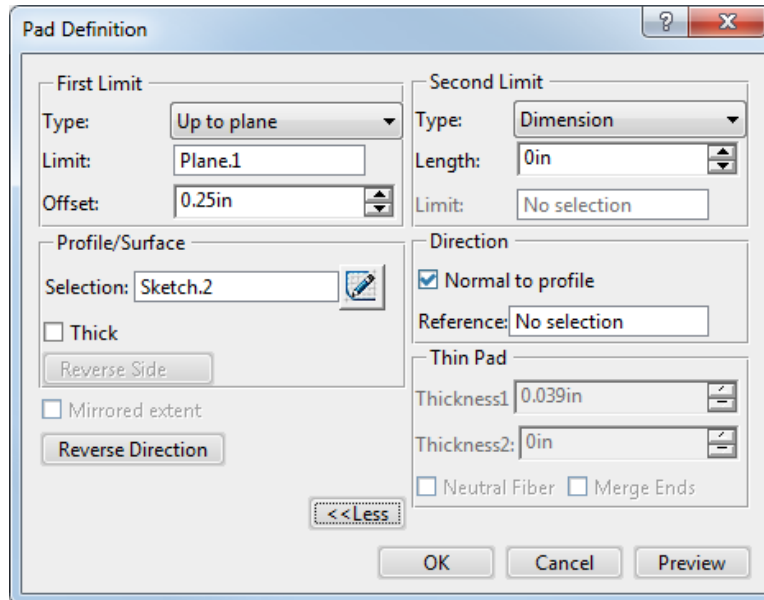 Pad Definition
?
X
First Limit
Type: Up to plane
Limit: Plane.1
Offset: 0.25in
Profile/Surface
Selection: Sketch.2
Thick
Reverse Side
Mirrored extent
Reverse Direction
<<Less
Second Limit
Type: Dimension
Length: 0in
Limit: No selection
Direction
Normal to profile
Reference: No selection
Thin Pad
Thickness1 0.039in
Thickness2: 0in
Neutral Fiber Merge Ends
OK Cancel Preview